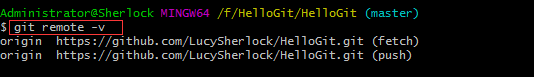 Administrator@Sherlock MINGW64 /f/HelloGit/HelloGit (master)
$ git remote -v
origin  https://github.com/LucySherlock/HelloGit.git (fetch)
origin  https://github.com/LucySherlock/HelloGit.git (push)